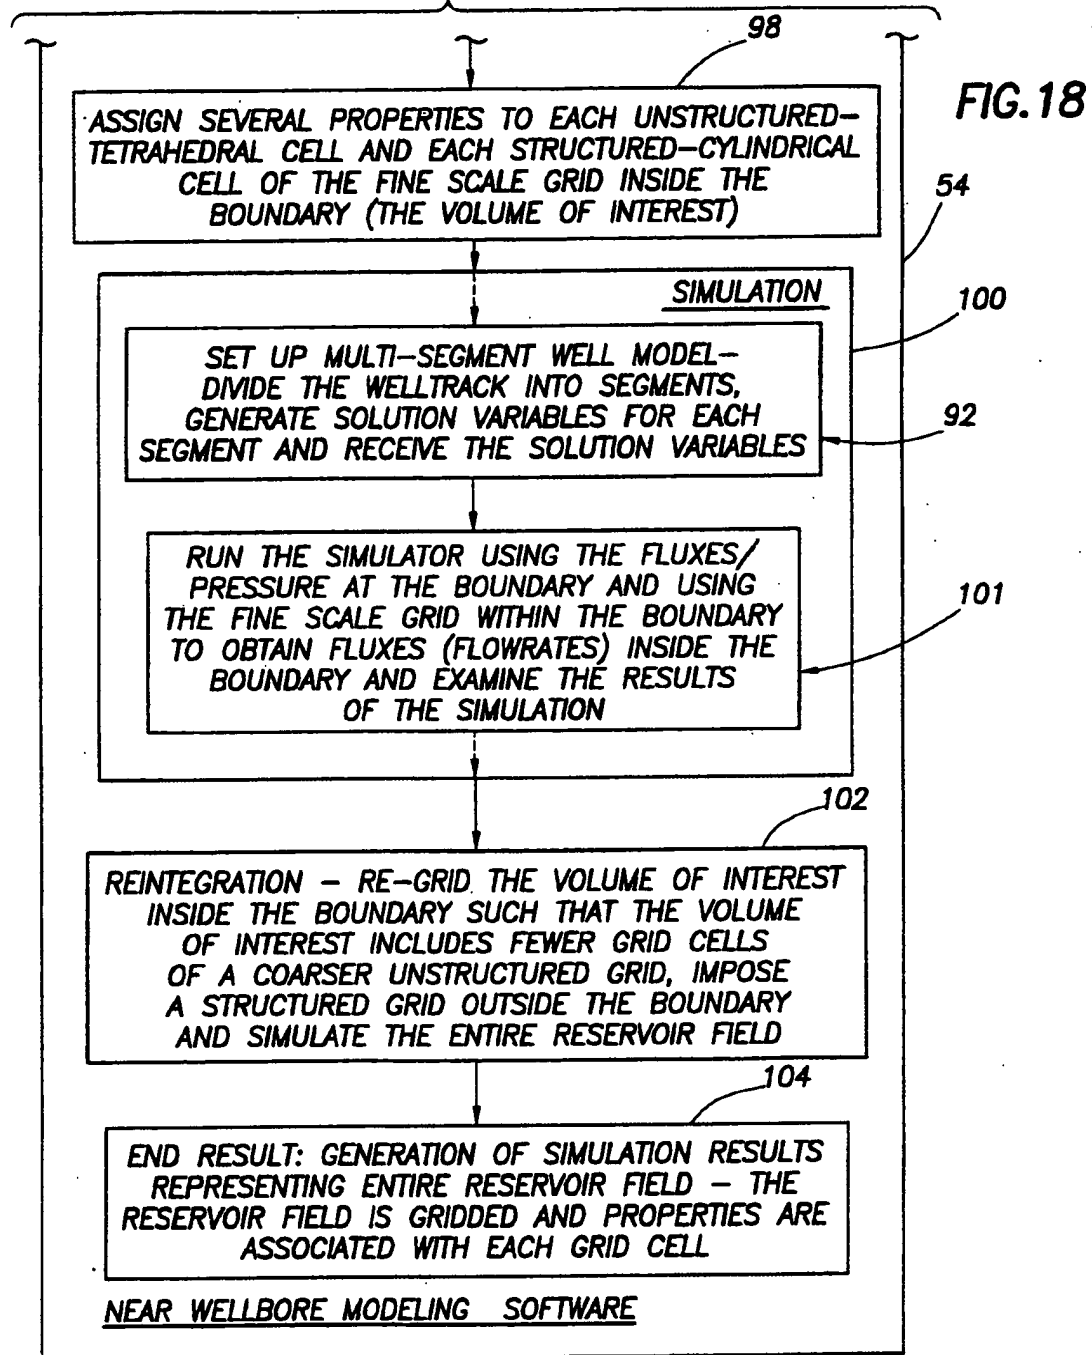 98
FIG.18
ASSIGN SEVERAL PROPERTIES TO EACH UNSTRUCTURED-
TETRAHEDRAL CELL AND EACH STRUCTURED-CYLINDRICAL
CELL OF THE FINE SCALE GRID INSIDE THE
BOUNDARY (THE VOLUME OF INTEREST)
54
SIMULATION
100
SET UP MULTI-SEGMENT WELL MODEL-
DIVIDE THE WELLTRACK INTO SEGMENTS,
GENERATE SOLUTION VARIABLES FOR EACH
SEGMENT AND RECEIVE THE SOLUTION VARIABLES
92
RUN THE SIMULATOR USING THE FLUXES/
PRESSURE AT THE BOUNDARY AND USING
THE FINE SCALE GRID WITHIN THE BOUNDARY
TO OBTAIN FLUXES (FLOWRATES) INSIDE THE
BOUNDARY AND EXAMINE THE RESULTS
OF THE SIMULATION
101
102
REINTEGRATION - RE-GRID THE VOLUME OF INTEREST
INSIDE THE BOUNDARY SUCH THAT THE VOLUME
OF INTEREST INCLUDES FEWER GRID CELLS
OF A COARSER UNSTRUCTURED GRID, IMPOSE
A STRUCTURED GRID OUTSIDE THE BOUNDARY
AND SIMULATE THE ENTIRE RESERVOIR FIELD
104
END RESULT: GENERATION OF SIMULATION RESULTS
REPRESENTING ENTIRE RESERVOIR FIELD - THE
RESERVOIR FIELD IS GRIDDED AND PROPERTIES ARE
ASSOCIATED WITH EACH GRID CELL
NEAR WELLBORE MODELING SOFTWARE